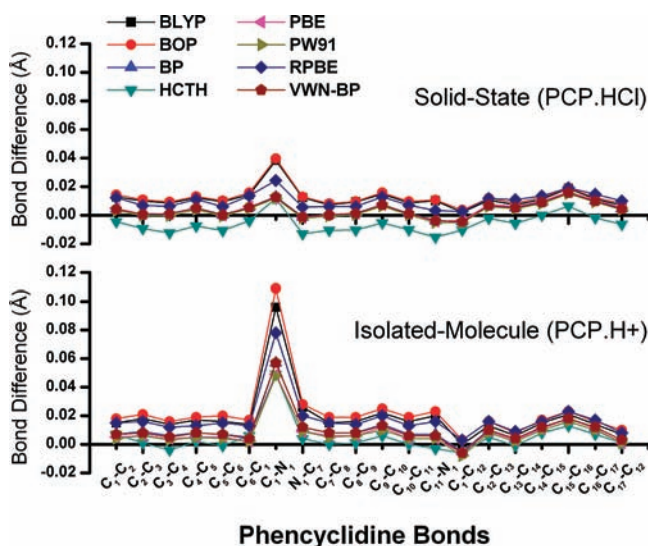 BLYP
BOP
BP
HCTH
PBE
PW91
RPBE
VWN-BP
Bond Difference (Å)
0.12
0.10
0.08
0.06
0.04
0.02
0.00
-0.02
Solid-State (PCP.HCl)
Bond Difference (Å)
0.12
0.10
0.08
0.06
0.04
0.02
0.00
-0.02
Isolated-Molecule (PCP.H+)
C₁-C₂
C₂-C₃
C₃-C₄
C₄-C₅
C₅-C₆
C₆-C₁
C₁-N
N-C₇
C₇-C₈
C₈-C₉
C₉-C₁₀
C₁₀-C₁₁
C₁₁-N
C₁-C₁₂
C₁₂-C₁₃
C₁₃-C₁₄
C₁₄-C₁₅
C₁₅-C₁₆
C₁₆-C₁₇
C₁₇-C₁₂
Phencyclidine Bonds